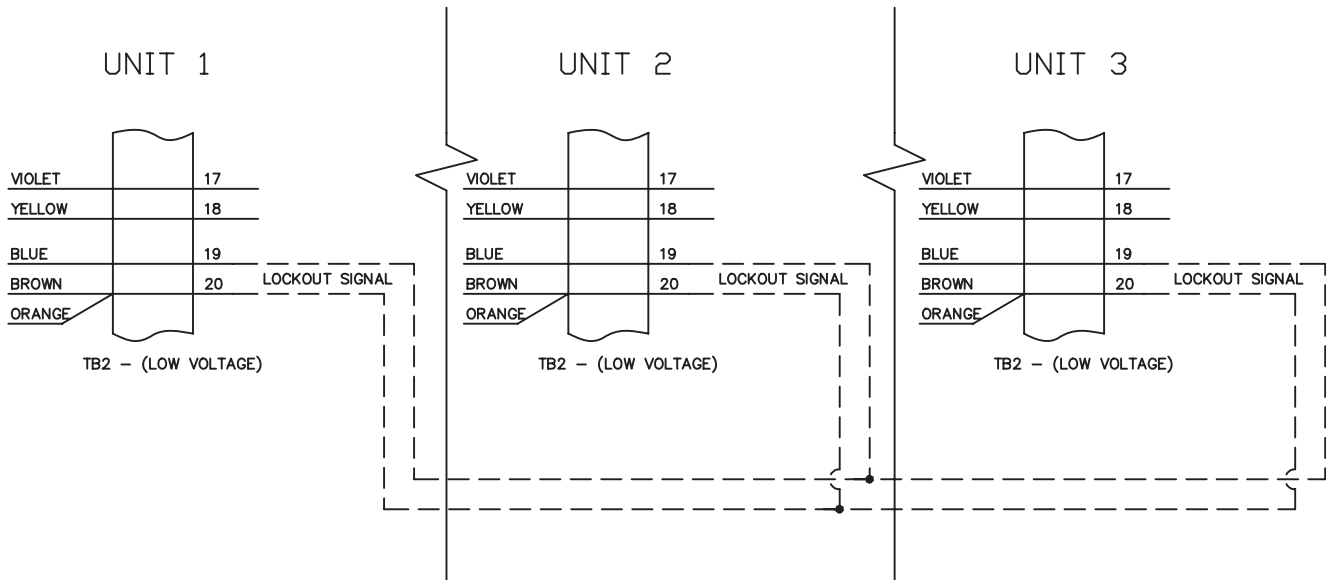 UNIT 1
VIOLET 17
YELLOW 18
BLUE 19
BROWN 20 LOCKOUT SIGNAL
ORANGE
TB2 – (LOW VOLTAGE)
UNIT 2
VIOLET 17
YELLOW 18
BLUE 19
BROWN 20 LOCKOUT SIGNAL
ORANGE
TB2 – (LOW VOLTAGE)
UNIT 3
VIOLET 17
YELLOW 18
BLUE 19
BROWN 20 LOCKOUT SIGNAL
ORANGE
TB2 – (LOW VOLTAGE)